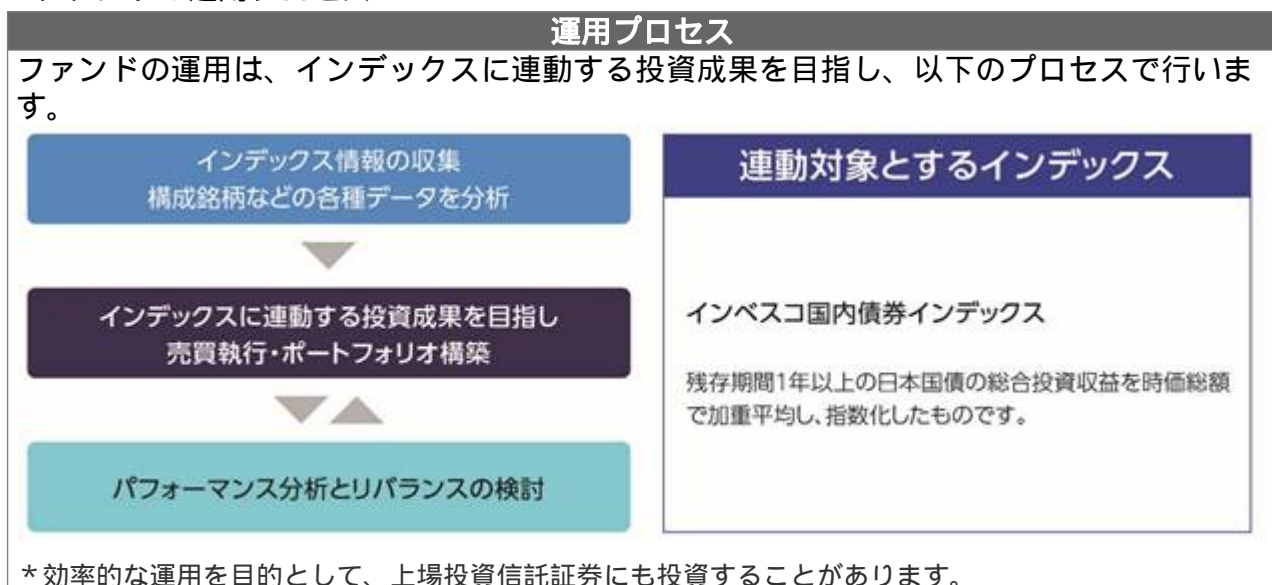 運用プロセス
ファンドの運用は、インデックスに連動する投資成果を目指し、以下のプロセスで行いま
す。
インデックス情報の収集
構成銘柄などの各種データを分析
インデックスに連動する投資成果を目指し
売買執行・ポートフォリオ構築
パフォーマンス分析とリバランスの検討
連動対象とするインデックス
インベスコ国内債券インデックス
残存期間1年以上の日本国債の総合投資収益を時価総額
で加重平均し、指数化したものです。
*効率的な運用を目的として、上場投資信託証券にも投資することがあります。